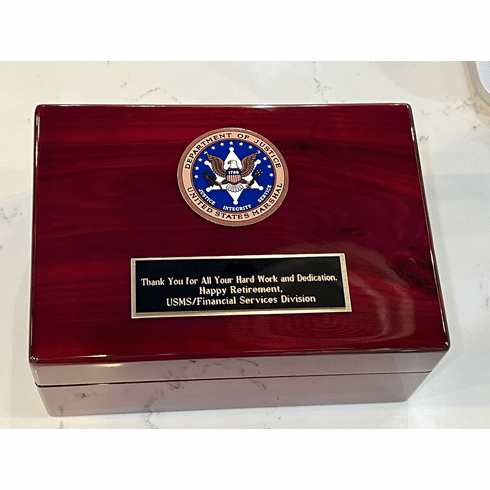 DEPARTMENT OF JUSTICE
1789
JUSTICE INTEGRITY SERVICE
UNITED STATES MARSHAL
Thank You for All Your Hard Work and Dedication.
Happy Retirement,
USMS/Financial Services Division